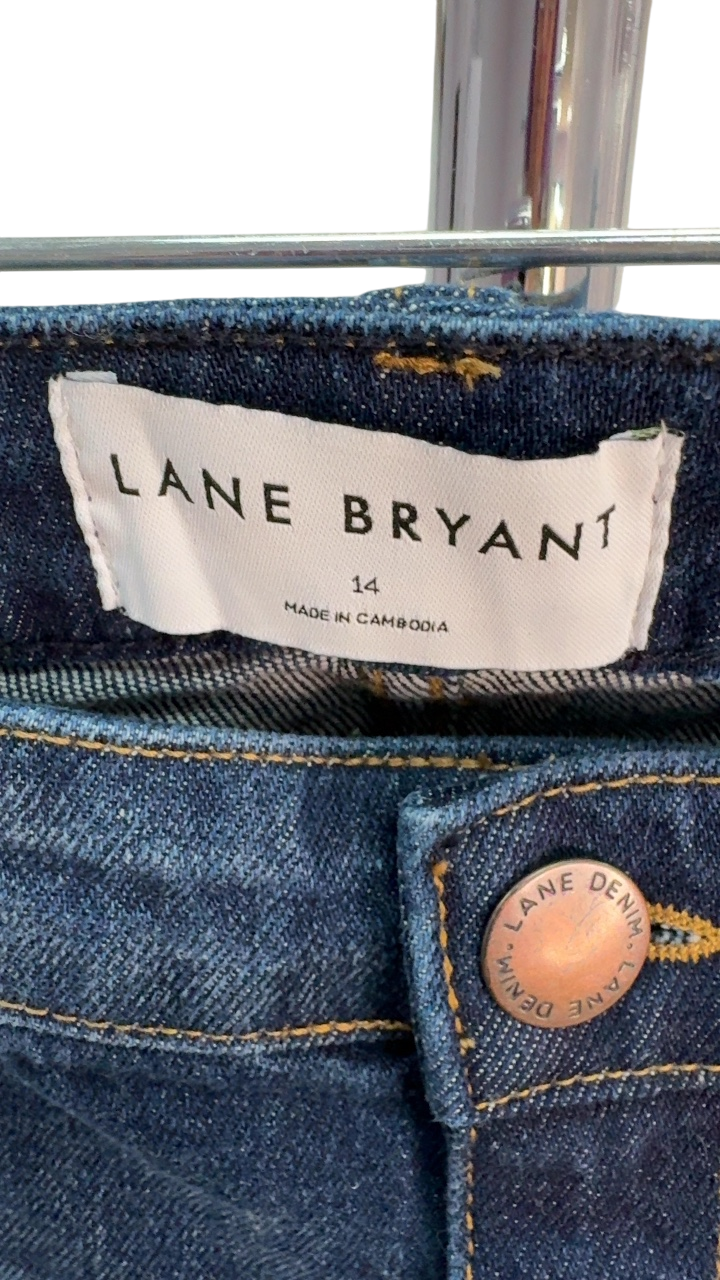 LANE BRYANT
14
MADE IN CAMBODIA
LANE DENIM · LANE DENIM ·